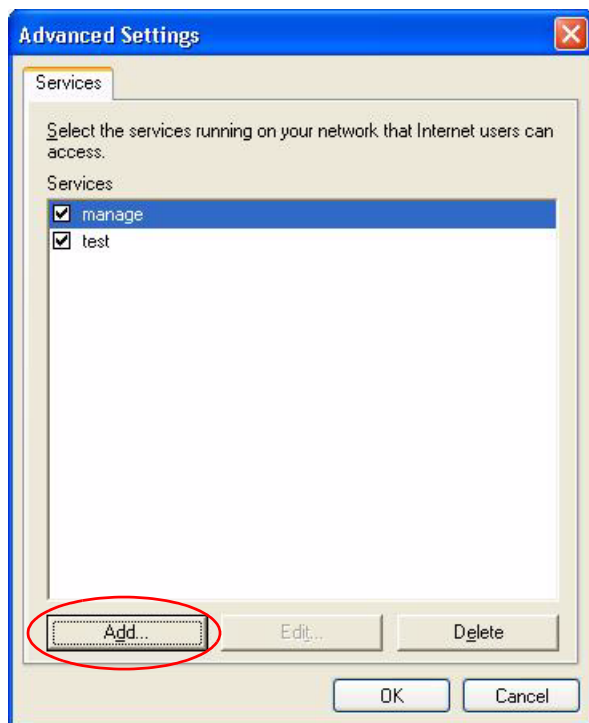 Advanced Settings
Services
Select the services running on your network that Internet users can
access.
Services
manage
test
Add...
Edit...
Delete
OK
Cancel